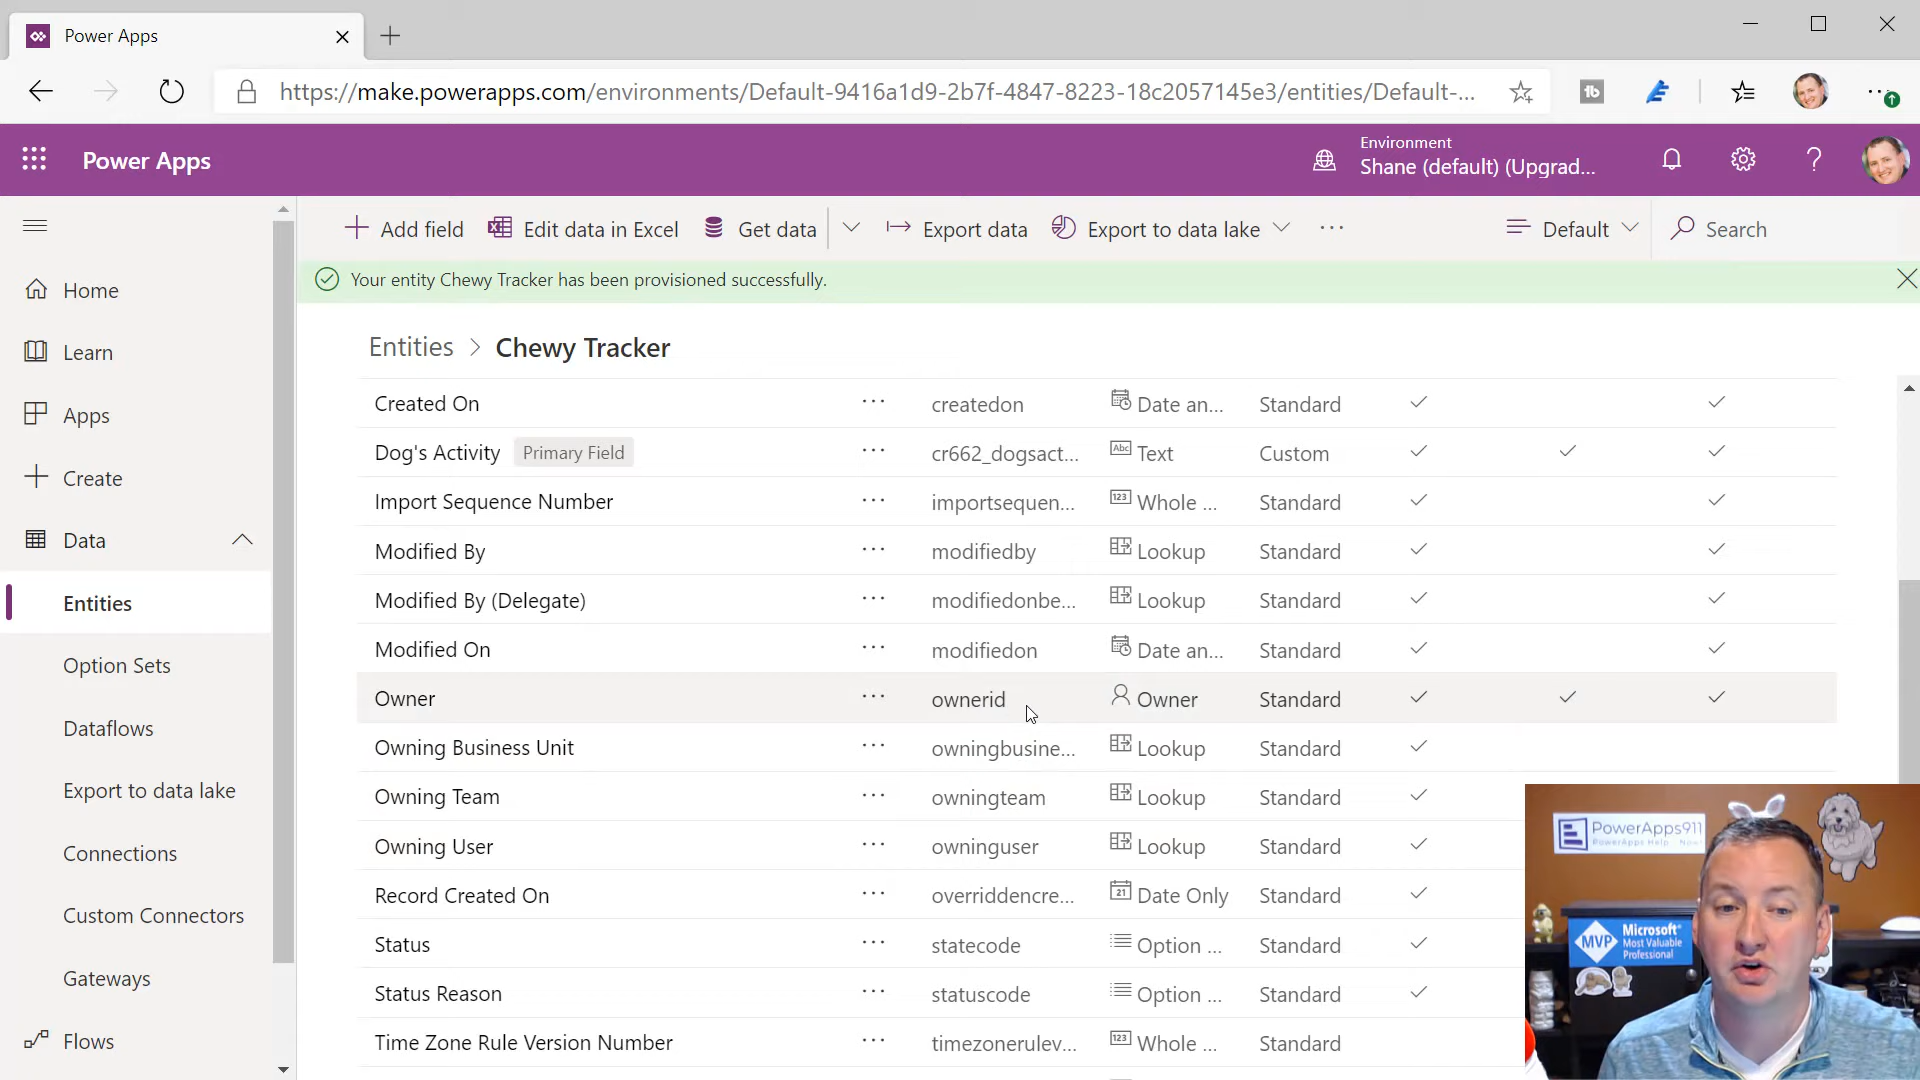 Power Apps
https://make.powerapps.com/environments/Default-9416a1d9-2b7f-4847-8223-18c2057145e3/entities/Default-...
Power Apps
Environment
Shane (default) (Upgrad...
Add field
Edit data in Excel
Get data
Export data
Export to data lake
Default
Search
Your entity Chewy Tracker has been provisioned successfully.
Entities > Chewy Tracker
Home
Learn
Apps
Create
Data
Entities
Option Sets
Dataflows
Export to data lake
Connections
Custom Connectors
Gateways
Flows
Created On ... createdon Date an... Standard
Dog's Activity Primary Field ... cr662_dogsact... Abc Text Custom
Import Sequence Number ... importsequen... 123 Whole ... Standard
Modified By ... modifiedby Lookup Standard
Modified By (Delegate) ... modifiedonbe... Lookup Standard
Modified On ... modifiedon Date an... Standard
Owner ... ownerid Owner Standard
Owning Business Unit ... owningbusine... Lookup Standard
Owning Team ... owningteam Lookup Standard
Owning User ... owninguser Lookup Standard
Record Created On ... overriddencre... 21 Date Only Standard
Status ... statecode Option ... Standard
Status Reason ... statuscode Option ... Standard
Time Zone Rule Version Number ... timezonerulev... 123 Whole ... Standard
PowerApps911
PowerApps Help Now!
MVP
Microsoft
Most Valuable
Professional